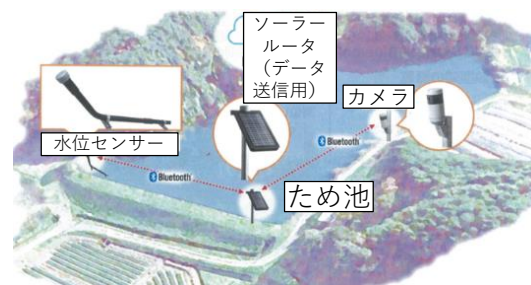 ソーラー
ルータ
（データ
送信用）
カメラ
水位センサー
Bluetooth
Bluetooth
ため池